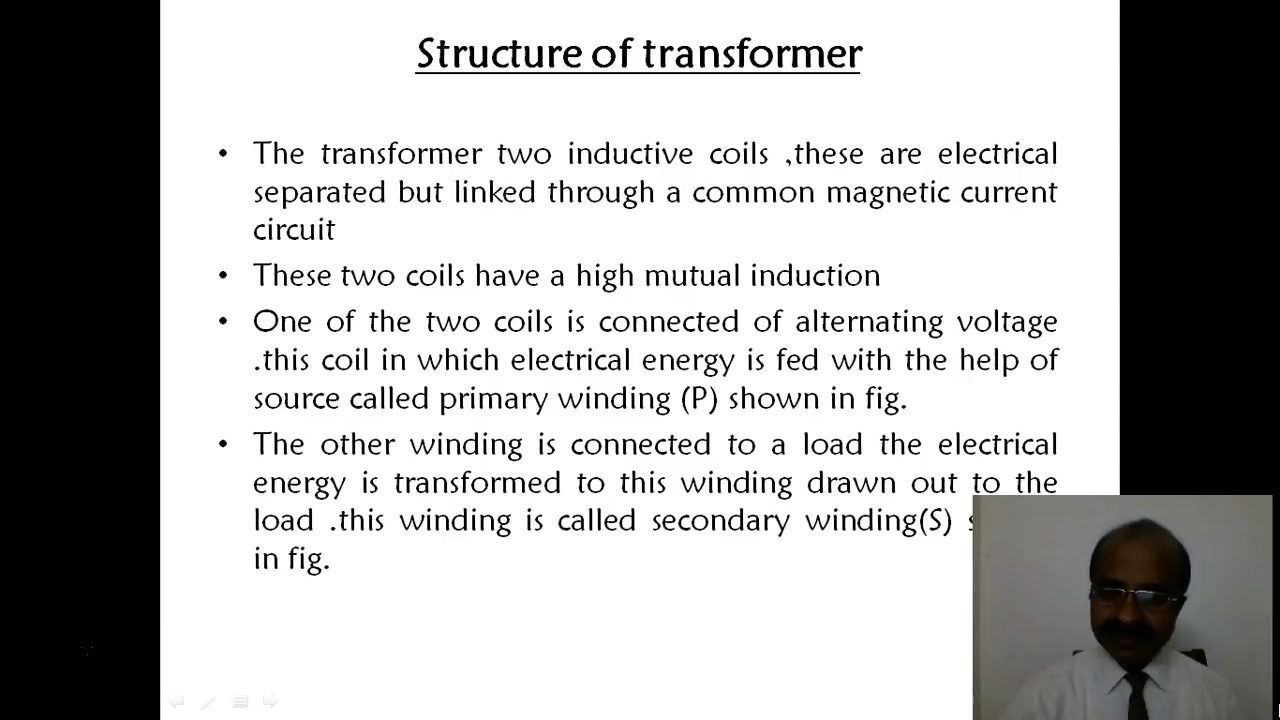 Structure of transformer
• The transformer two inductive coils ,these are electrical
separated but linked through a common magnetic current
circuit
• These two coils have a high mutual induction
• One of the two coils is connected of alternating voltage
.this coil in which electrical energy is fed with the help of
source called primary winding (P) shown in fig.
• The other winding is connected to a load the electrical
energy is transformed to this winding drawn out to the
load .this winding is called secondary winding(S)
in fig.